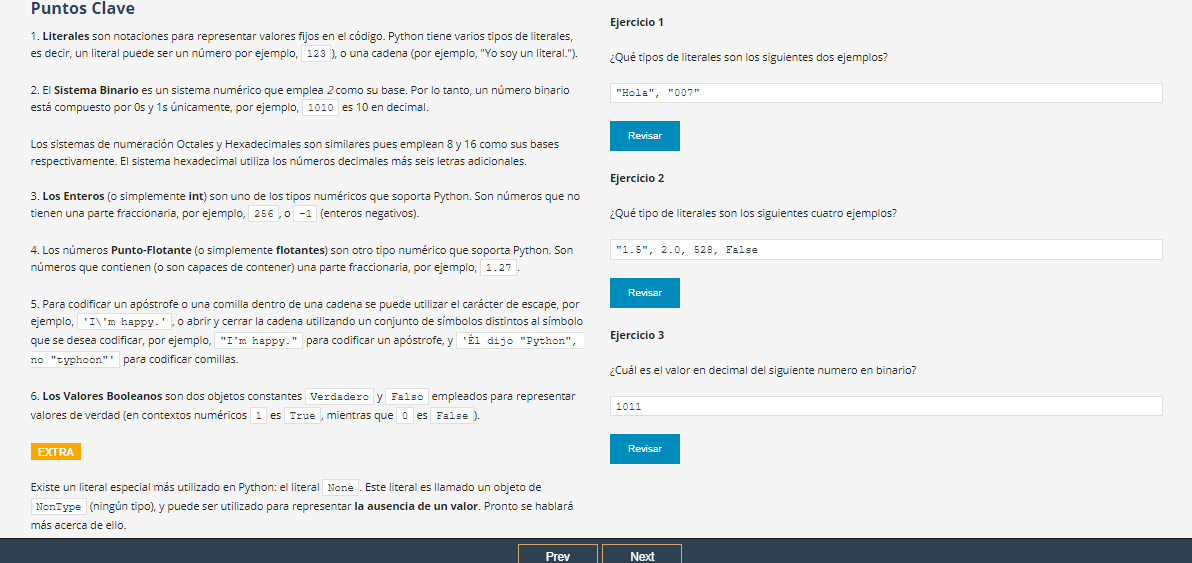 Puntos Clave
1. Literales son notaciones para representar valores fijos en el código. Python tiene varios tipos de literales,
es decir, un literal puede ser un número por ejemplo, 123 ), o una cadena (por ejemplo, "Yo soy un literal.").
2. El Sistema Binario es un sistema numérico que emplea 2 como su base. Por lo tanto, un número binario
está compuesto por 0s y 1s únicamente, por ejemplo, 1010 es 10 en decimal.
Los sistemas de numeración Octales y Hexadecimales son similares pues emplean 8 y 16 como sus bases
respectivamente. El sistema hexadecimal utiliza los números decimales más seis letras adicionales.
3. Los Enteros (o simplemente int) son uno de los tipos numéricos que soporta Python. Son números que no
tienen una parte fraccionaria, por ejemplo, 256 , o -1 (enteros negativos).
4. Los números Punto-Flotante (o simplemente flotantes) son otro tipo numérico que soporta Python. Son
números que contienen (o son capaces de contener) una parte fraccionaria, por ejemplo, 1.27 .
5. Para codificar un apóstrofe o una comilla dentro de una cadena se puede utilizar el carácter de escape, por
ejemplo, 'I\'m happy.' , o abrir y cerrar la cadena utilizando un conjunto de símbolos distintos al símbolo
que se desea codificar, por ejemplo, "I'm happy." para codificar un apóstrofe, y 'Él dijo "Python",
no "typhoon"' para codificar comillas.
6. Los Valores Booleanos son dos objetos constantes Verdadero y Falso empleados para representar
valores de verdad (en contextos numéricos 1 es True , mientras que 0 es False ).
EXTRA
Existe un literal especial más utilizado en Python: el literal None . Este literal es llamado un objeto de
NonType (ningún tipo), y puede ser utilizado para representar la ausencia de un valor. Pronto se hablará
más acerca de ello.
Ejercicio 1
¿Qué tipos de literales son los siguientes dos ejemplos?
"Hola", "007"
Revisar
Ejercicio 2
¿Qué tipo de literales son los siguientes cuatro ejemplos?
"1.5", 2.0, 528, False
Revisar
Ejercicio 3
¿Cuál es el valor en decimal del siguiente numero en binario?
1011
Revisar
Prev Next